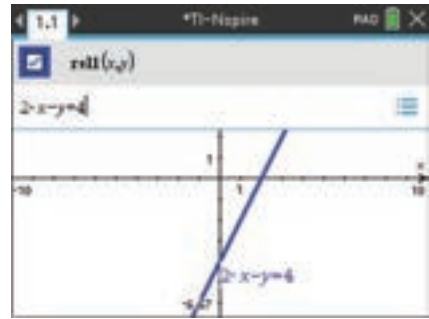 1.1 *TI-Nspire RAD
rel1(x,y)
2·x-y=4
1
-10 1 10
2·x-y=4